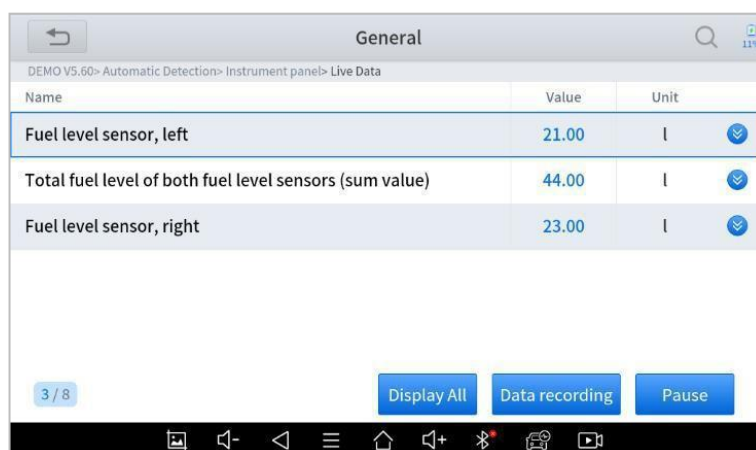 General
11%
DEMO V5.60> Automatic Detection> Instrument panel> Live Data
Name Value Unit
Fuel level sensor, left 21.00 l
Total fuel level of both fuel level sensors (sum value) 44.00 l
Fuel level sensor, right 23.00 l
3 / 8 Display All Data recording Pause